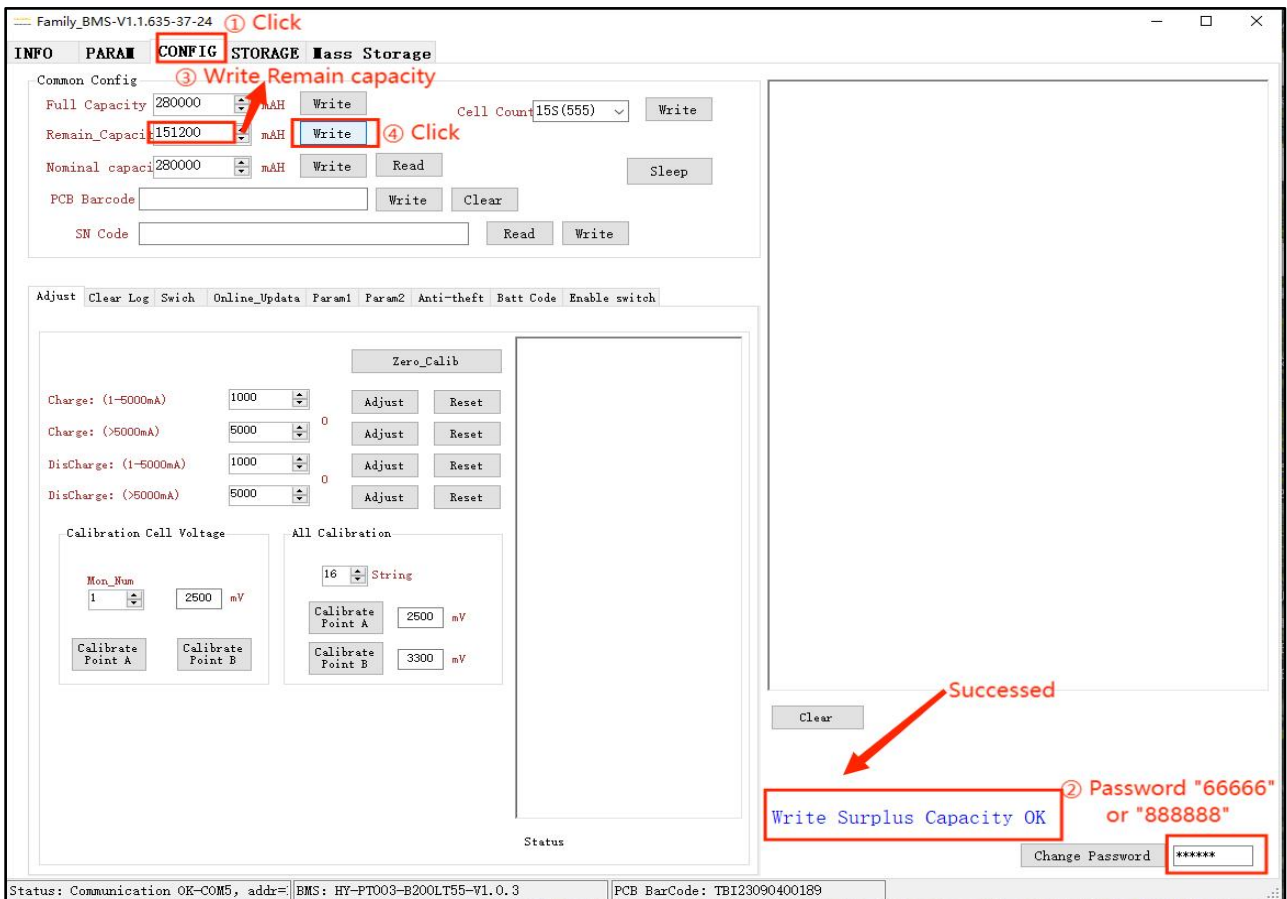 Family_BMS-V1.1.635-37-24
① Click
INFO PARAM CONFIG STORAGE Mass Storage
Common Config
③ Write Remain capacity
Full Capacity 280000 mAH Write Cell Count 15S(555) Write
Remain_Capaci 151200 mAH Write ④ Click
Nominal capaci 280000 mAH Write Read Sleep
PCB Barcode Write Clear
SN Code Read Write
Adjust Clear Log Swich Online_Updata Param1 Param2 Anti-theft Batt Code Enable switch
Zero_Calib
Charge: (1-5000mA) 1000 Adjust Reset
0
Charge: (>5000mA) 5000 Adjust Reset
DisCharge: (1-5000mA) 1000 Adjust Reset
0
DisCharge: (>5000mA) 5000 Adjust Reset
Calibration Cell Voltage
Mon_Num
1 2500 mV
Calibrate Point A
Calibrate Point B
All Calibration
16 String
Calibrate Point A 2500 mV
Calibrate Point B 3300 mV
Status
Successed
Clear
Write Surplus Capacity OK
② Password "66666"
or "888888"
Change Password ******
Status: Communication OK-COM5, addr= BMS: HY-PT003-B200LT55-V1.0.3 PCB BarCode: TBI23090400189